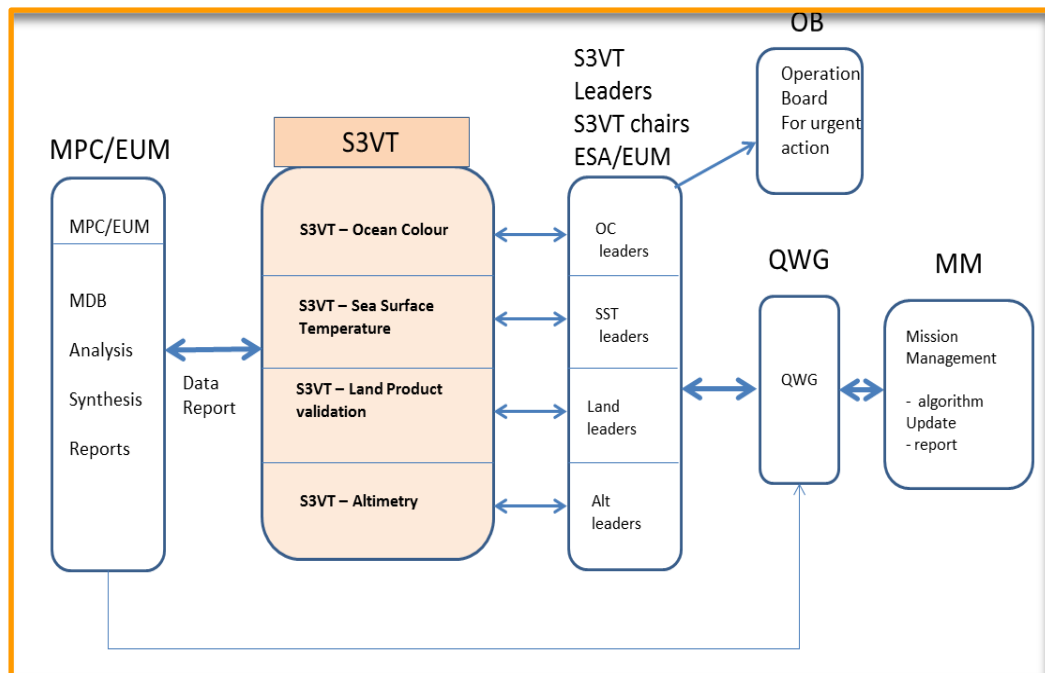 MPC/EUM
MPC/EUM
MDB
Analysis
Synthesis
Reports
Data
Report
S3VT
S3VT – Ocean Colour
S3VT – Sea Surface
Temperature
S3VT – Land Product
validation
S3VT – Altimetry
S3VT
Leaders
S3VT chairs
ESA/EUM
OC
leaders
SST
leaders
Land
leaders
Alt
leaders
OB
Operation
Board
For urgent
action
QWG
QWG
MM
Mission
Management
- algorithm
Update
- report